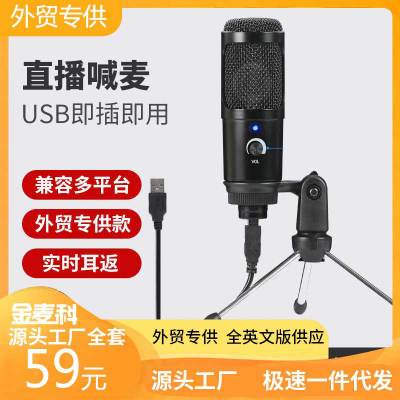 外贸专供
直播喊麦
USB即插即用
兼容多平台
外贸专供款
实时耳返
VOL
金麦科
源头工厂全套
59元
外贸专供 全英文版供应
源头工厂 极速一件代发